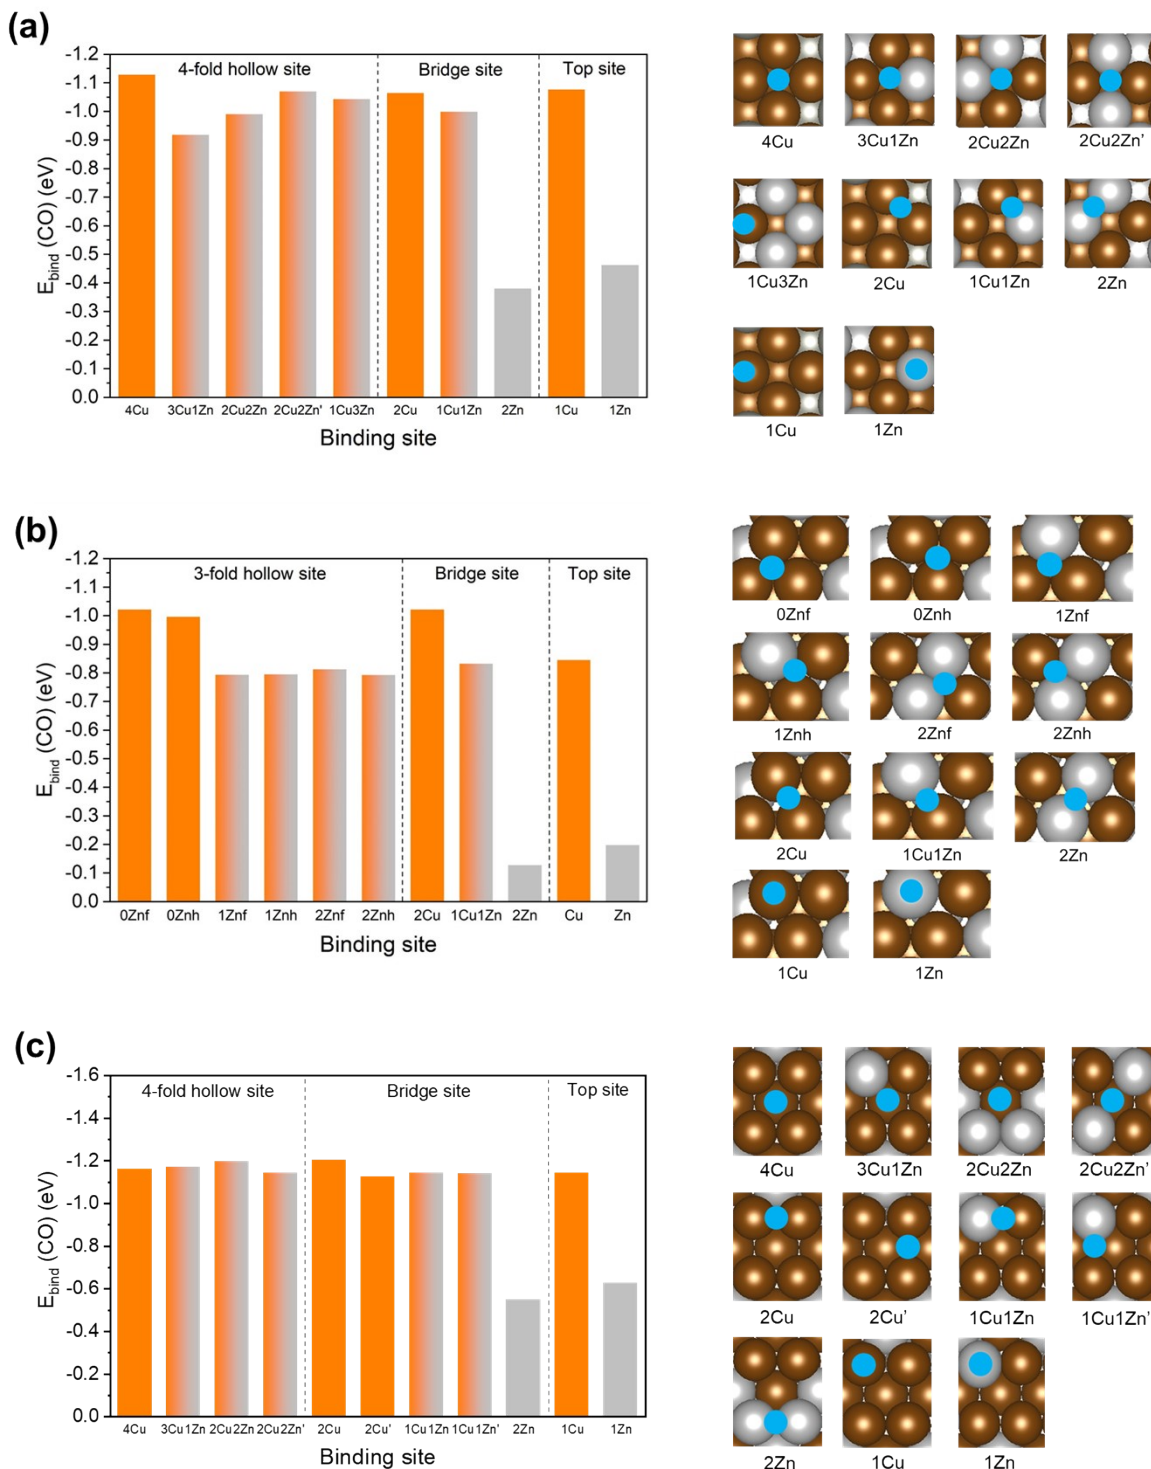 (a)
-1.2
-1.1
-1.0
-0.9
-0.8
-0.7
-0.6
-0.5
-0.4
-0.3
-0.2
-0.1
0.0
E_bind (CO) (eV)
4-fold hollow site Bridge site Top site
4Cu 3Cu1Zn 2Cu2Zn 2Cu2Zn' 1Cu3Zn 2Cu 1Cu1Zn 2Zn 1Cu 1Zn
Binding site
4Cu 3Cu1Zn 2Cu2Zn 2Cu2Zn'
1Cu3Zn 2Cu 1Cu1Zn 2Zn
1Cu 1Zn
(b)
-1.2
-1.1
-1.0
-0.9
-0.8
-0.7
-0.6
-0.5
-0.4
-0.3
-0.2
-0.1
0.0
E_bind (CO) (eV)
3-fold hollow site Bridge site Top site
0Znf 0Znh 1Znf 1Znh 2Znf 2Znh 2Cu 1Cu1Zn 2Zn Cu Zn
Binding site
0Znf 0Znh 1Znf
1Znh 2Znf 2Znh
2Cu 1Cu1Zn 2Zn
1Cu 1Zn
(c)
-1.6
-1.4
-1.2
-1.0
-0.8
-0.6
-0.4
-0.2
0.0
E_bind (CO) (eV)
4-fold hollow site Bridge site Top site
4Cu 3Cu1Zn 2Cu2Zn 2Cu2Zn' 2Cu 2Cu' 1Cu1Zn 1Cu1Zn' 2Zn 1Cu 1Zn
Binding site
4Cu 3Cu1Zn 2Cu2Zn 2Cu2Zn'
2Cu 2Cu' 1Cu1Zn 1Cu1Zn'
2Zn 1Cu 1Zn